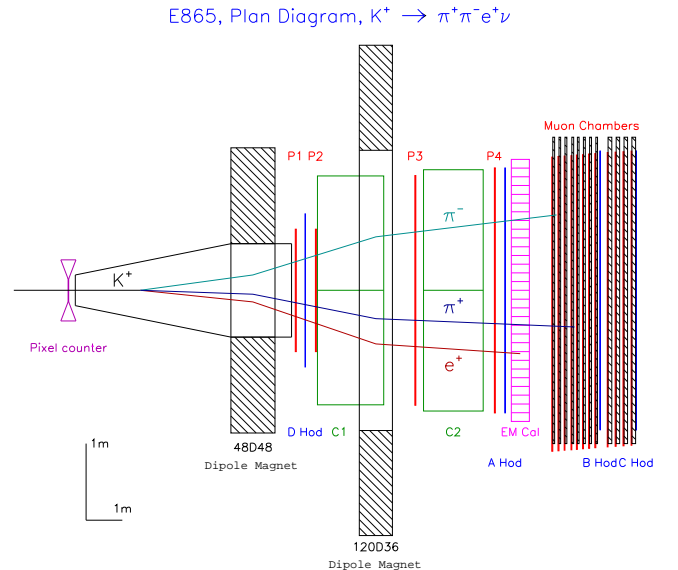 E865, Plan Diagram, K⁺ → π⁺π⁻e⁺ν
Muon Chambers
P1 P2
P3
P4
π⁻
K⁺
π⁺
e⁺
Pixel counter
D Hod
C1
C2
EM Cal
48D48
Dipole Magnet
A Hod
B Hod
C Hod
1m
1m
120D36
Dipole Magnet